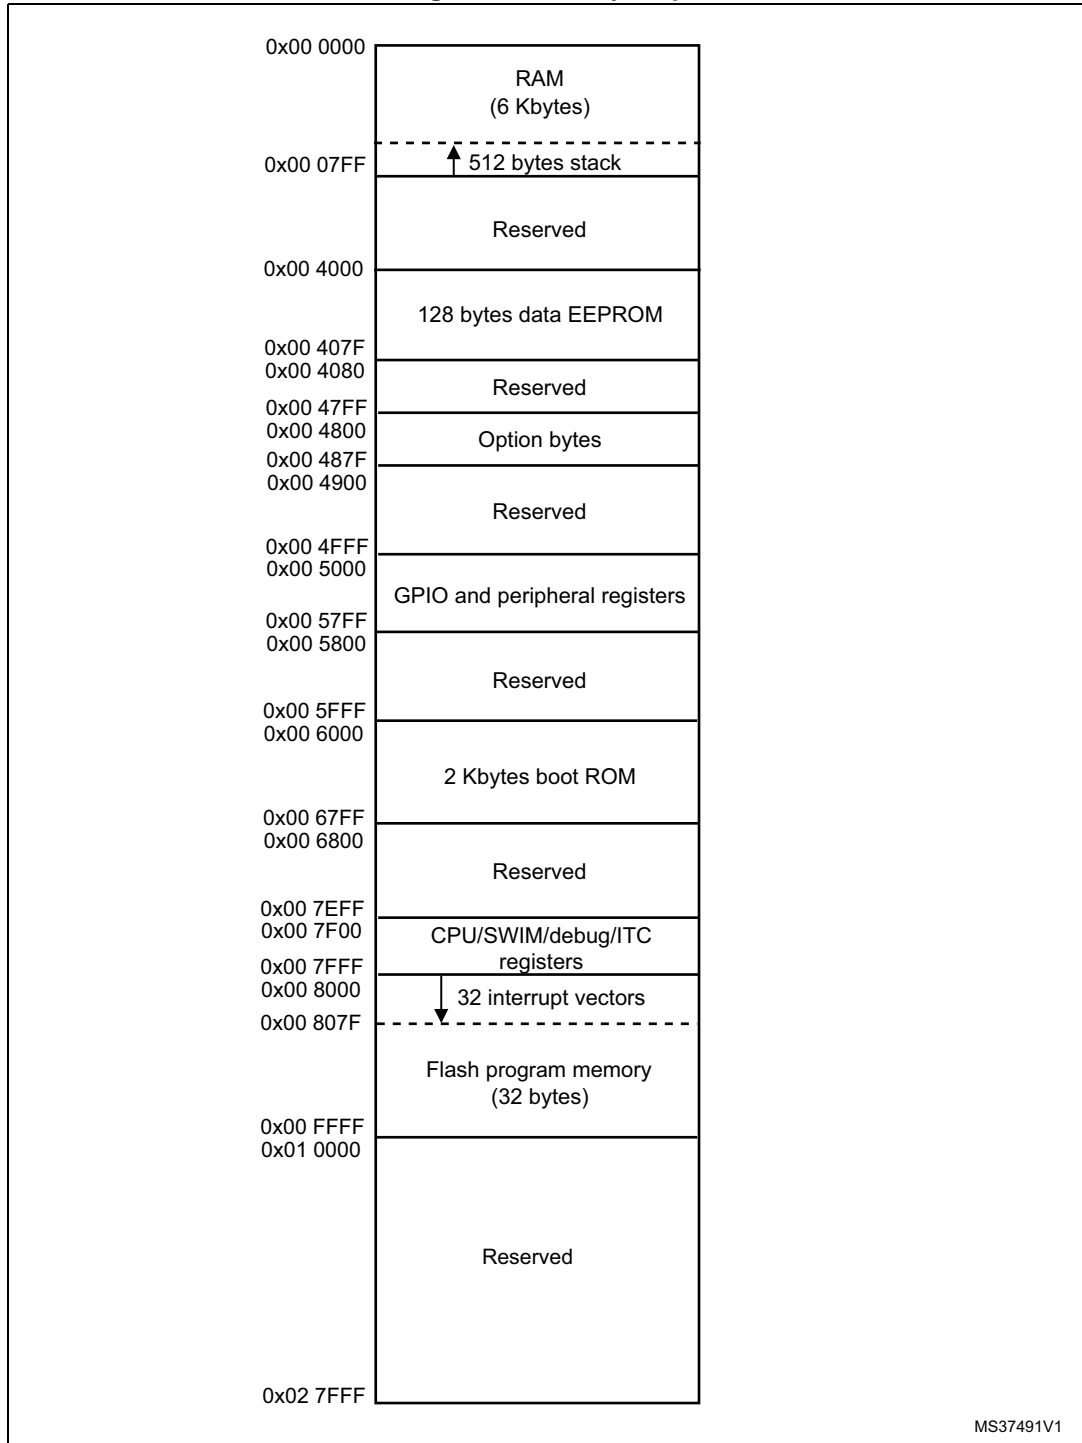 0x00 0000
RAM
(6 Kbytes)
0x00 07FF
512 bytes stack
Reserved
0x00 4000
128 bytes data EEPROM
0x00 407F
0x00 4080
Reserved
0x00 47FF
0x00 4800
Option bytes
0x00 487F
0x00 4900
Reserved
0x00 4FFF
0x00 5000
GPIO and peripheral registers
0x00 57FF
0x00 5800
Reserved
0x00 5FFF
0x00 6000
2 Kbytes boot ROM
0x00 67FF
0x00 6800
Reserved
0x00 7EFF
0x00 7F00
CPU/SWIM/debug/ITC
registers
0x00 7FFF
0x00 8000
32 interrupt vectors
0x00 807F
Flash program memory
(32 bytes)
0x00 FFFF
0x01 0000
Reserved
0x02 7FFF
MS37491V1